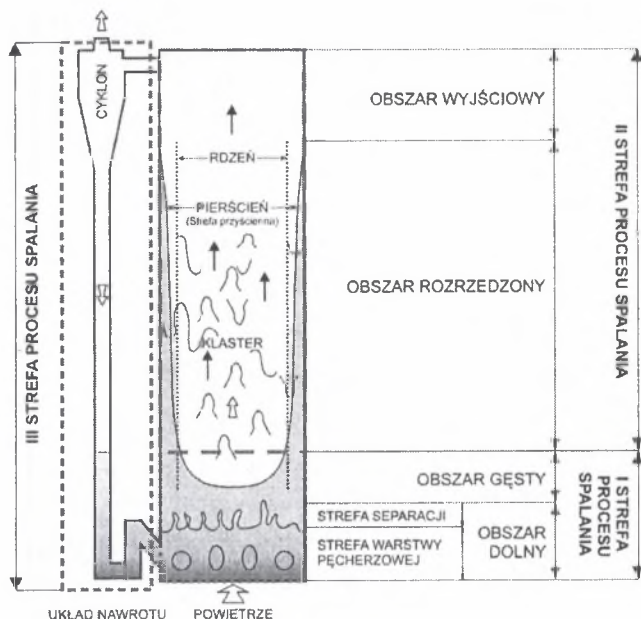 CYKLON
OBSZAR WYJŚCIOWY
RDZEŃ
PIERŚCIEŃ
(Strefa przyścienna)
OBSZAR ROZRZEDZONY
KLASTER
II STREFA PROCESU SPALANIA
III STREFA PROCESU SPALANIA
OBSZAR GĘSTY
STREFA SEPARACJI
STREFA WARSTWY
PĘCHERZOWEJ
OBSZAR
DOLNY
I STREFA
PROCESU
SPALANIA
UKŁAD NAWROTU
POWIETRZE